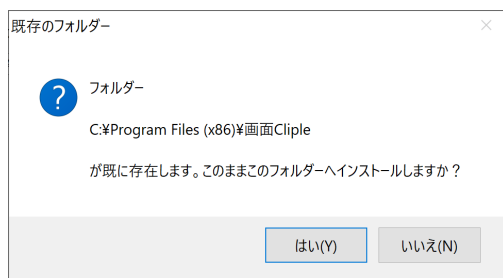 既存のフォルダー
フォルダー
C:¥Program Files (x86)¥画面Cliple
が既に存在します。このままこのフォルダーへインストールしますか？
はい(Y)
いいえ(N)